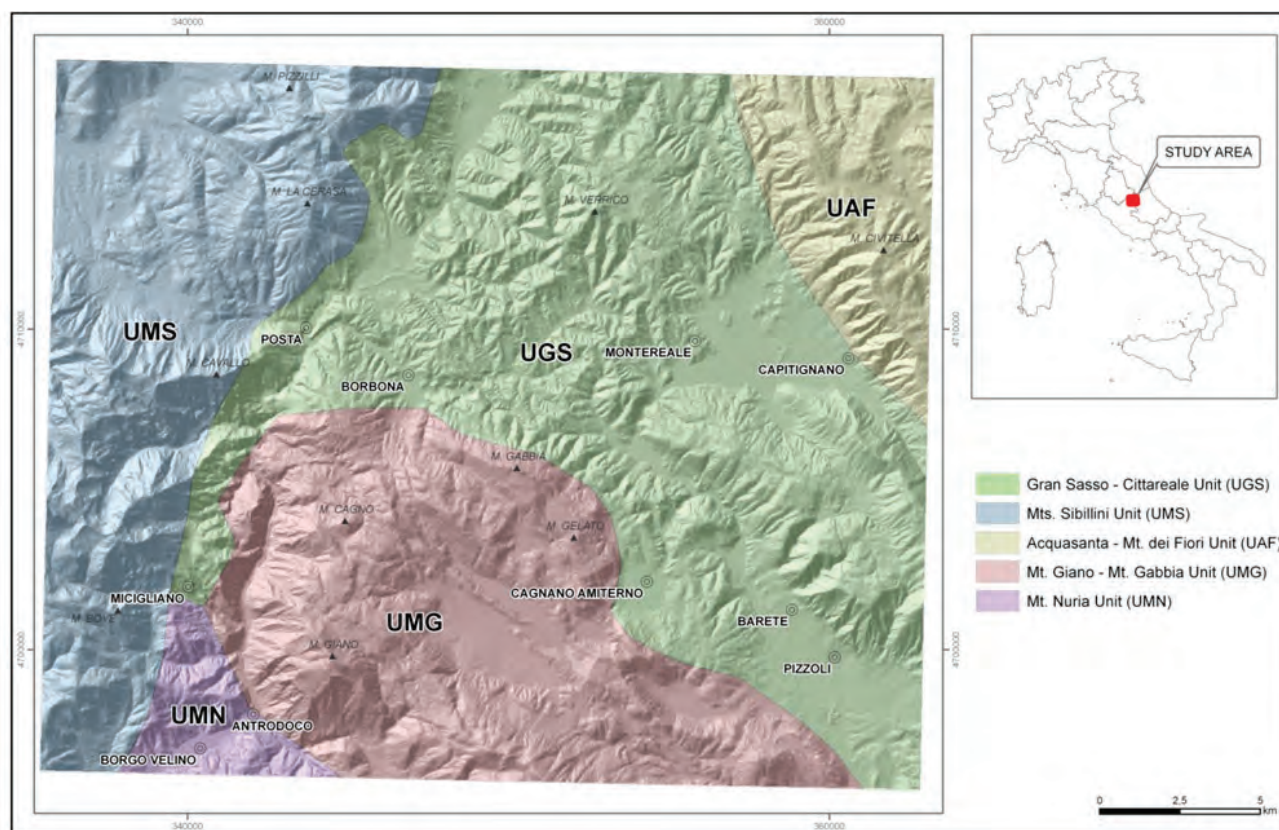 340000
360000
M. PIZZILLI
M. LA CERASA
M. VERRICO
UAF
M. CIVITELLA
STUDY AREA
4710000
4710000
UMS
POSTA
M. CAVALLO
UGS
MONTEREALE
CAPITIGNANO
BORBONA
M. GABBIA
M. CAGNO
M. GELATO
MICIGLIANO
M. BOVE
CAGNANO AMITERNO
UMG
BARETE
4700000
4700000
M. GIANO
PIZZOLI
UMN
ANTRODOCO
BORGO VELINO
340000
360000
Gran Sasso - Cittareale Unit (UGS)
Mts. Sibillini Unit (UMS)
Acquasanta - Mt. dei Fiori Unit (UAF)
Mt. Giano - Mt. Gabbia Unit (UMG)
Mt. Nuria Unit (UMN)
0 2.5 5
km